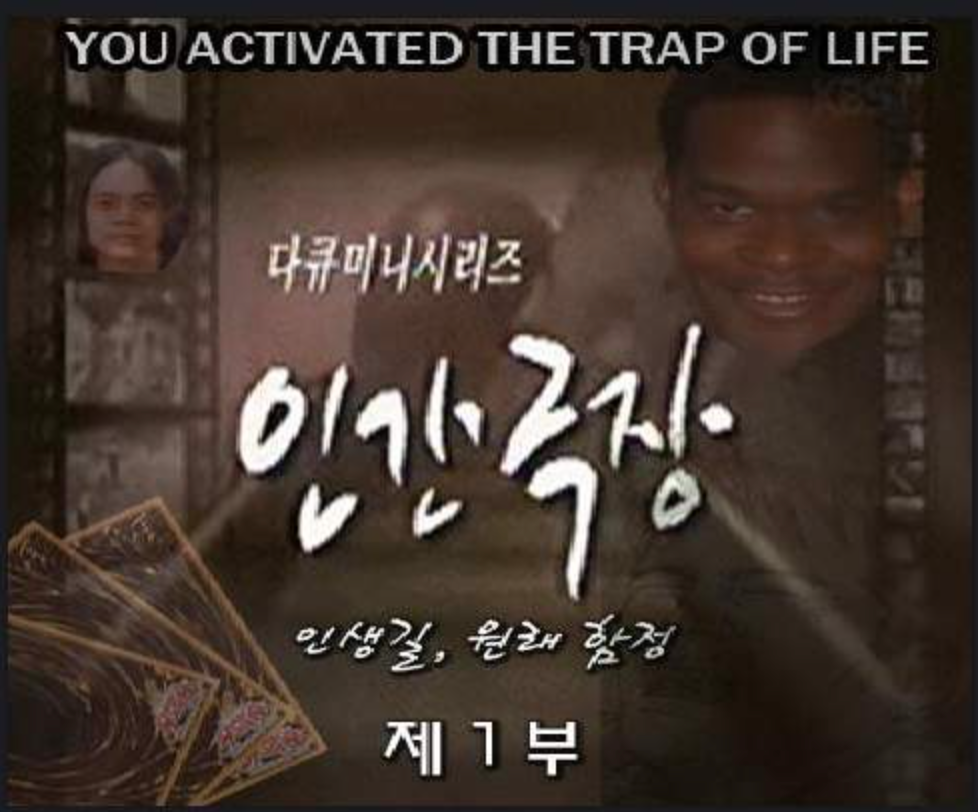 YOU ACTIVATED THE TRAP OF LIFE
다큐미니시리즈
인간극장
인생길, 원래 함정
제 1 부